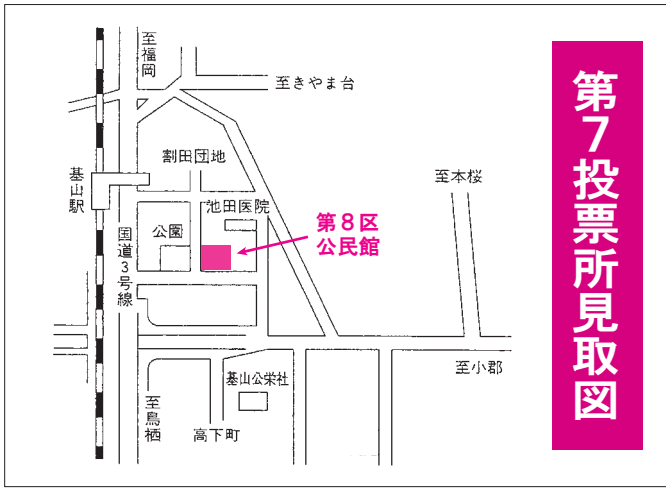 第7投票所見取図
至福岡
至きやま台
割田団地
基山駅
池田医院
至本桜
公園
第8区
公民館
国道3号線
至小郡
基山公栄社
至鳥栖
高下町